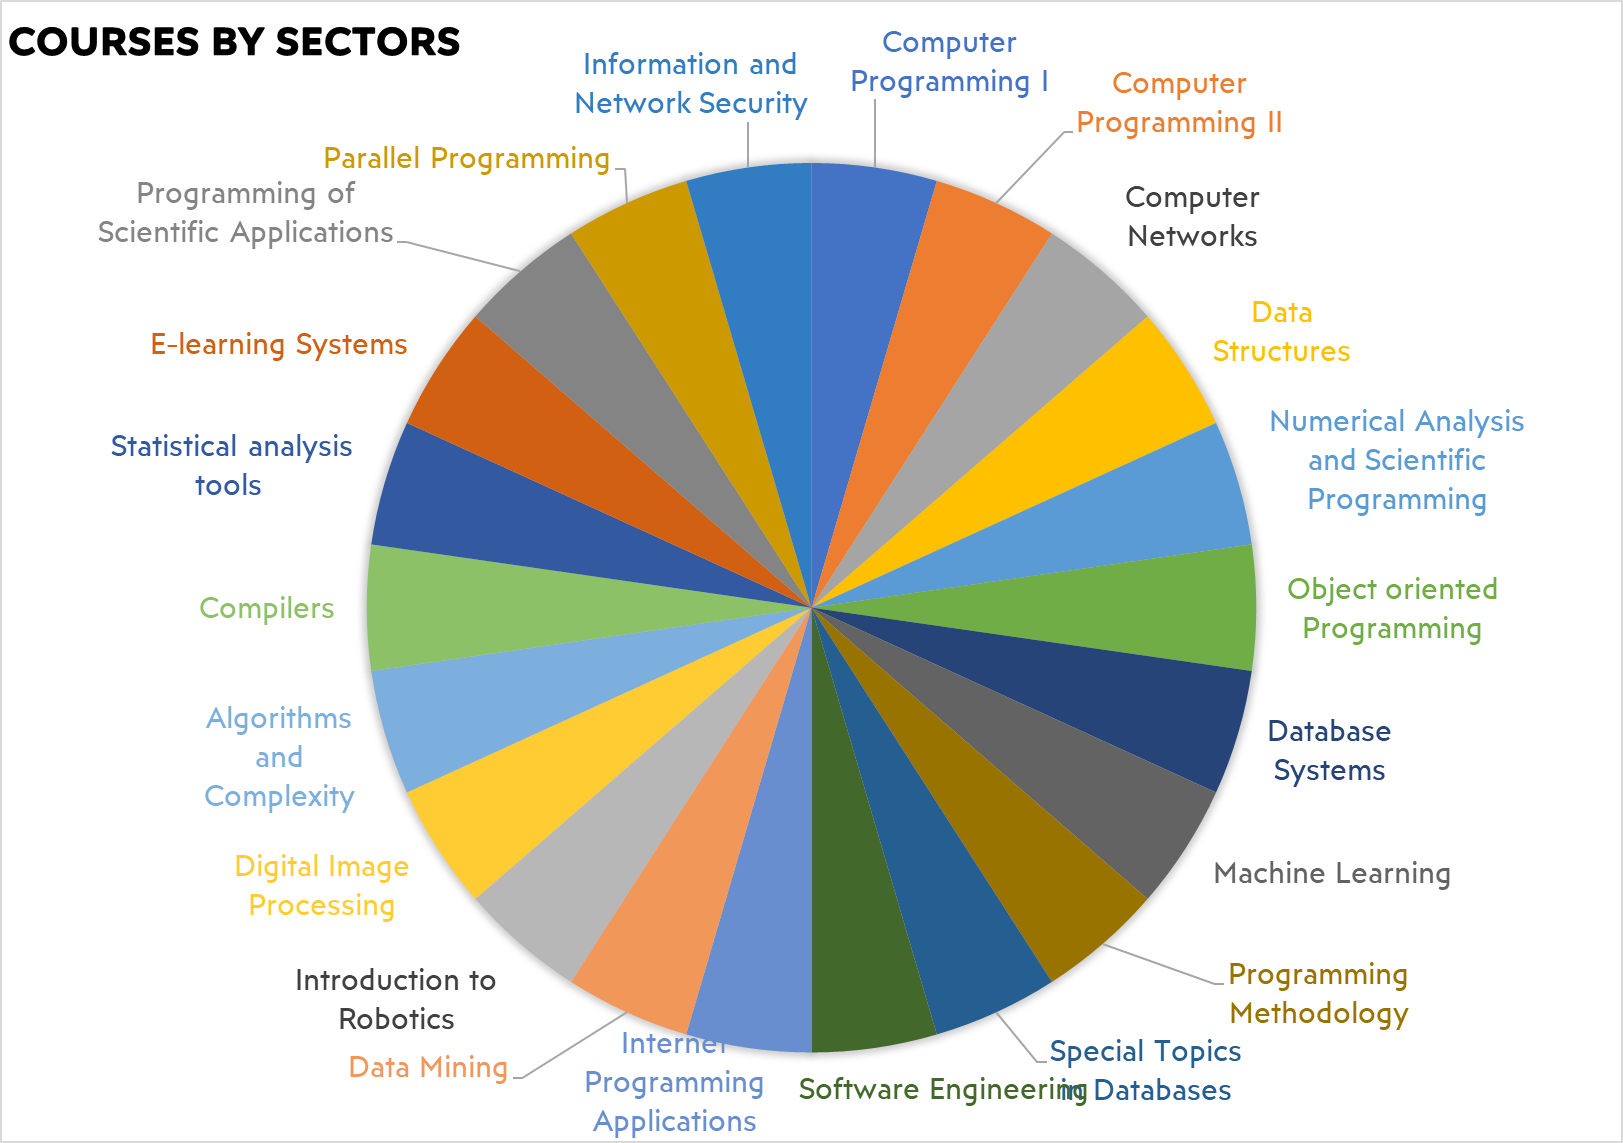 COURSES BY SECTORS
Computer
Programming I
Computer
Programming II
Computer
Networks
Data
Structures
Numerical Analysis
and Scientific
Programming
Object oriented
Programming
Database
Systems
Machine Learning
Programming
Methodology
Special Topics
in Databases
Software Engineering
Internet
Programming
Applications
Data Mining
Introduction to
Robotics
Digital Image
Processing
Algorithms
and
Complexity
Compilers
Statistical analysis
tools
E-learning Systems
Programming of
Scientific Applications
Parallel Programming
Information and
Network Security